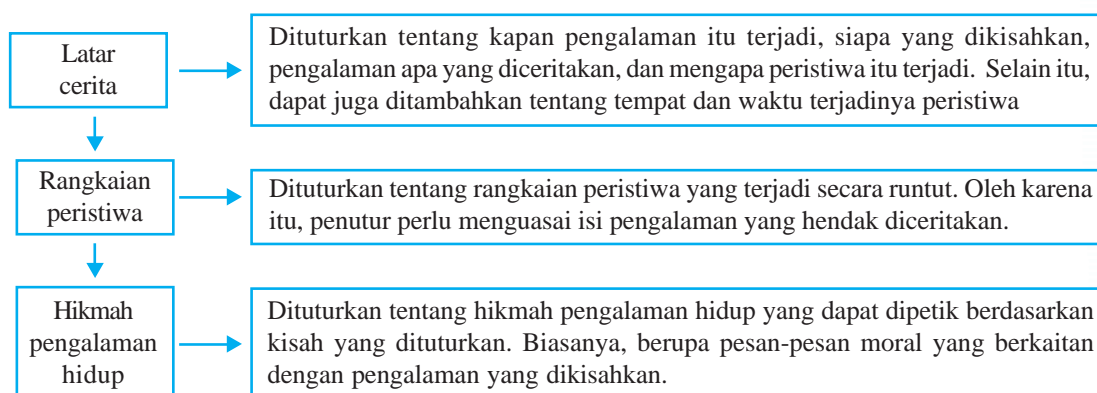 Latar
cerita
Dituturkan tentang kapan pengalaman itu terjadi, siapa yang dikisahkan,
pengalaman apa yang diceritakan, dan mengapa peristiwa itu terjadi. Selain itu,
dapat juga ditambahkan tentang tempat dan waktu terjadinya peristiwa
Rangkaian
peristiwa
Dituturkan tentang rangkaian peristiwa yang terjadi secara runtut. Oleh karena
itu, penutur perlu menguasai isi pengalaman yang hendak diceritakan.
Hikmah
pengalaman
hidup
Dituturkan tentang hikmah pengalaman hidup yang dapat dipetik berdasarkan
kisah yang dituturkan. Biasanya, berupa pesan-pesan moral yang berkaitan
dengan pengalaman yang dikisahkan.